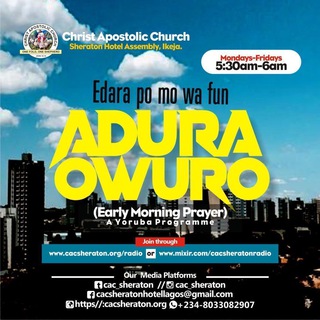 Christ Apostolic Church
Sheraton Hotel Assembly, Ikeja.
Mondays-Fridays
5:30am-6am
Edara po mo wa fun
ADURA
OWURO
(Early Morning Prayer)
A Yoruba Programme
Join through
www.cacsheraton.org/radio or www.mixlr.com/cacsheratonradio
Our Media Platforms
cac_sheraton // cac_sheraton
cacsheratonhotellagos@gmail.com
https//:cacsheraton.org +234-8033082907